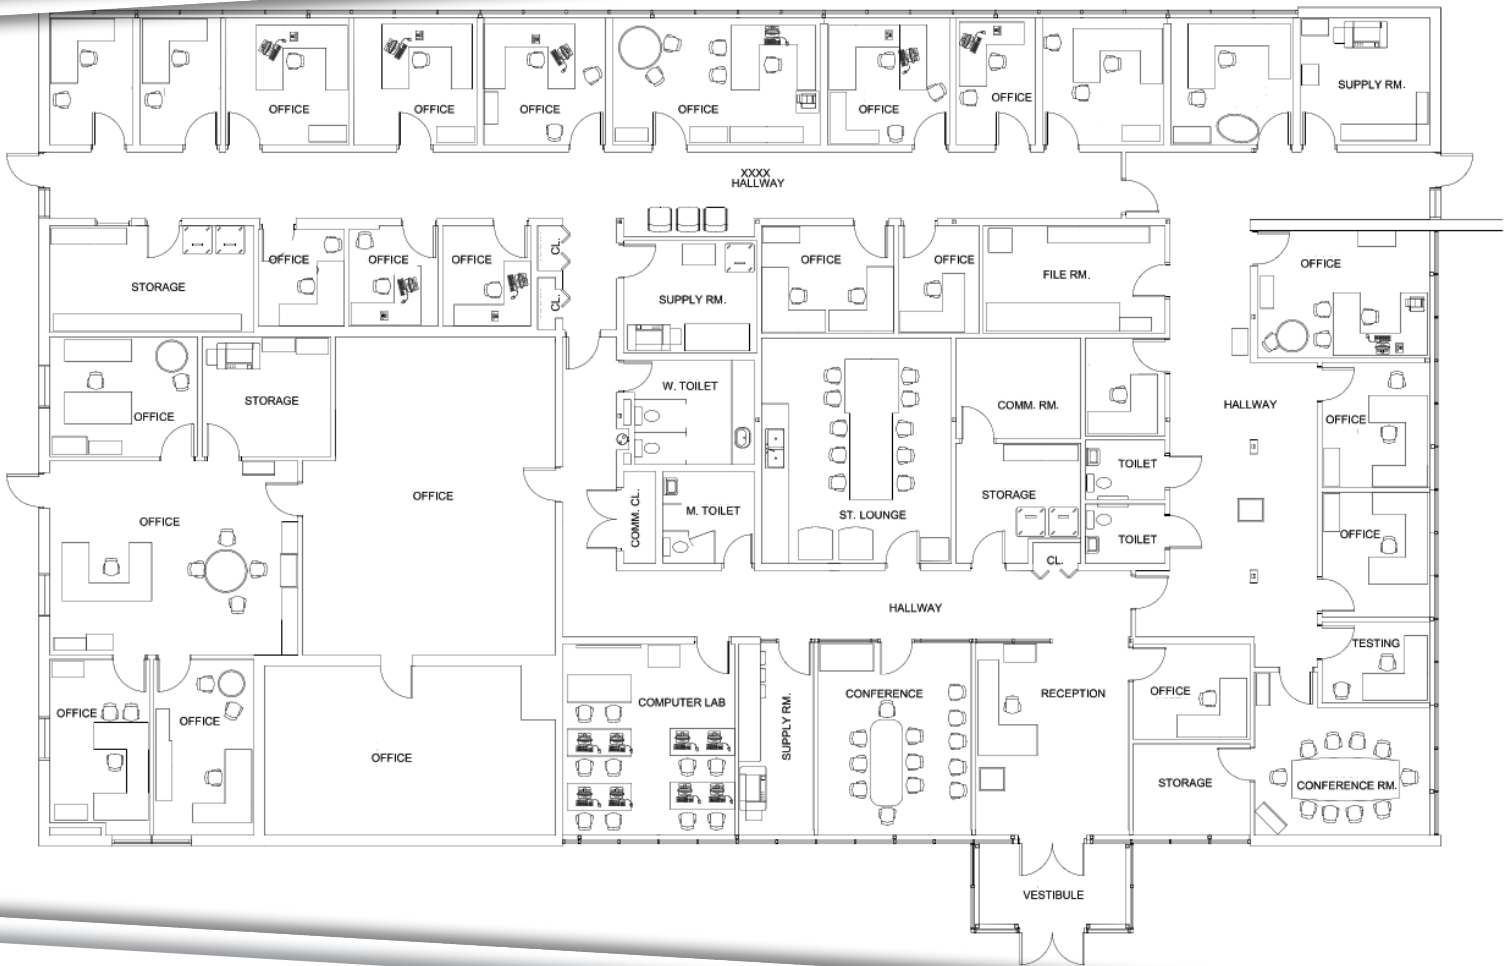 OFFICE
OFFICE
OFFICE
OFFICE
OFFICE
OFFICE
SUPPLY RM.
XXXX
HALLWAY
STORAGE
OFFICE
OFFICE
OFFICE
CL.
CL.
SUPPLY RM.
OFFICE
OFFICE
FILE RM.
OFFICE
OFFICE
STORAGE
W. TOILET
COMM. RM.
HALLWAY
OFFICE
OFFICE
OFFICE
COMM. CL.
M. TOILET
ST. LOUNGE
STORAGE
TOILET
TOILET
CL.
OFFICE
HALLWAY
TESTING
OFFICE
OFFICE
OFFICE
COMPUTER LAB
SUPPLY RM.
CONFERENCE
RECEPTION
OFFICE
STORAGE
CONFERENCE RM.
VESTIBULE